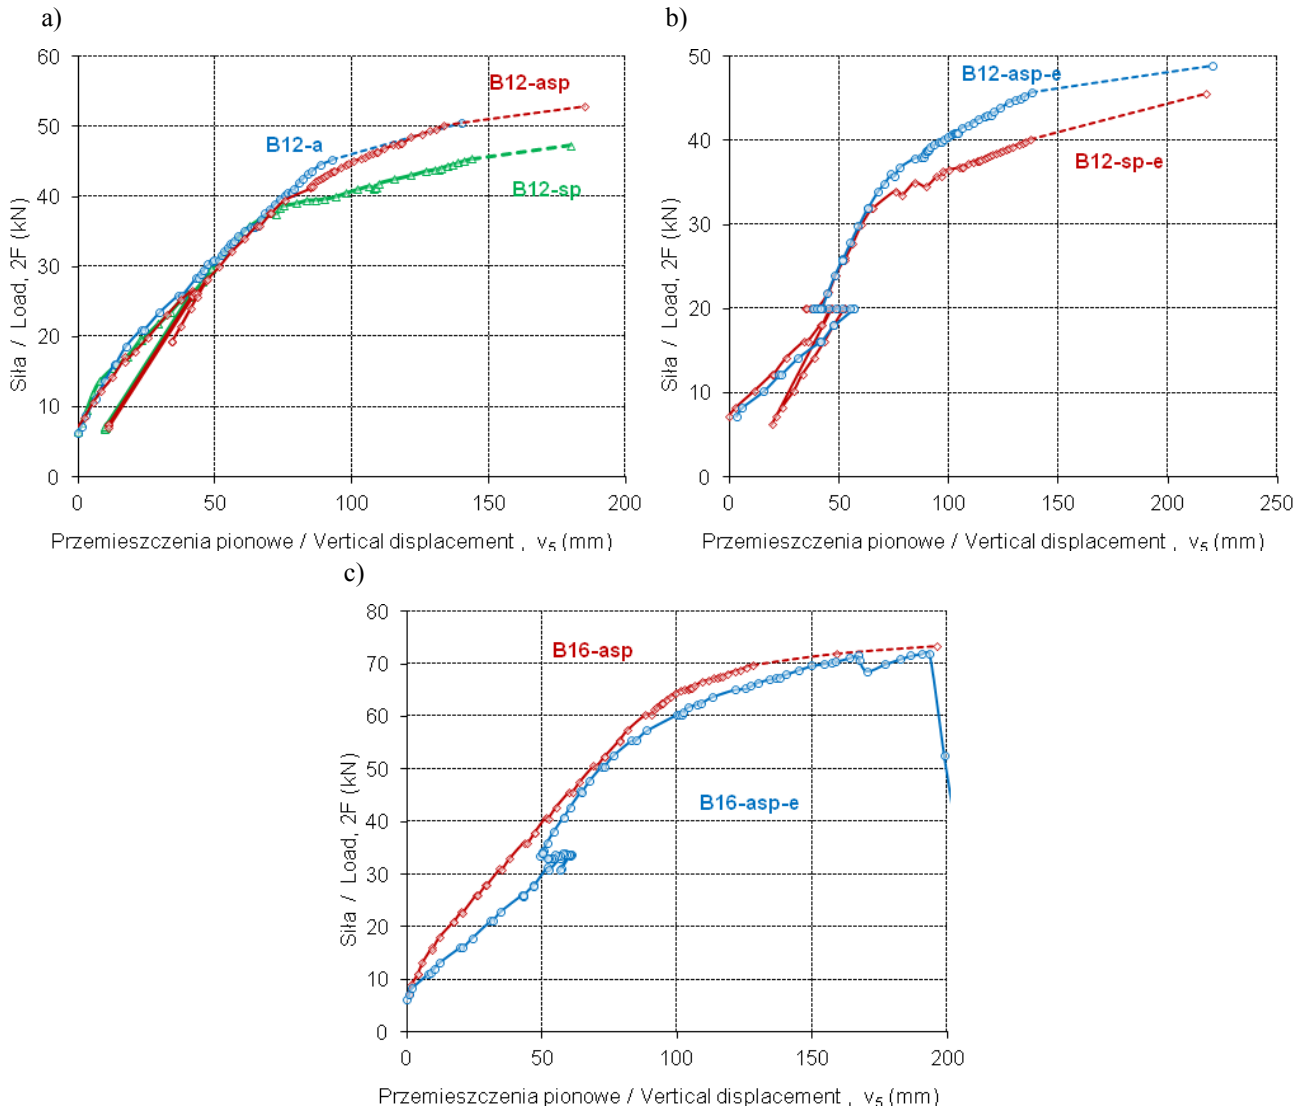 a)
60
50
40
30
20
10
0
0 50 100 150 200
Siła / Load, 2F (kN)
B12-asp
B12-a
B12-sp
Przemieszczenia pionowe / Vertical displacement , v5 (mm)
b)
50
40
30
20
10
0
0 50 100 150 200 250
Siła / Load, 2F (kN)
B12-asp-e
B12-sp-e
Przemieszczenia pionowe / Vertical displacement , v5 (mm)
c)
80
70
60
50
40
30
20
10
0
0 50 100 150 200
Siła / Load, 2F (kN)
B16-asp
B16-asp-e
Przemieszczenia pionowe / Vertical displacement , v5 (mm)